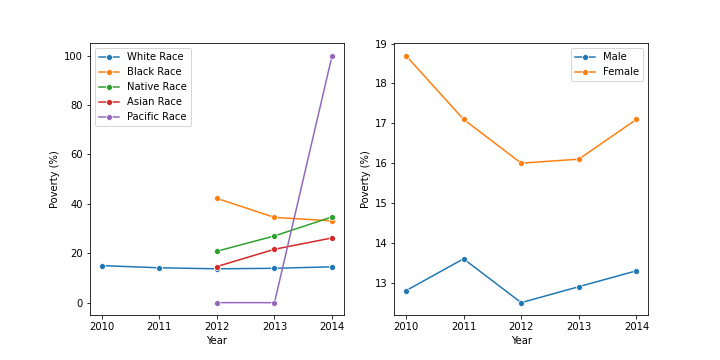 White Race
Black Race
Native Race
Asian Race
Pacific Race
100
80
60
40
20
0
Poverty (%)
2010 2011 2012 2013 2014
Year
Male
Female
19
18
17
16
15
14
13
Poverty (%)
2010 2011 2012 2013 2014
Year